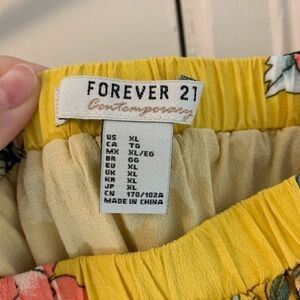 FOREVER 21
Contemporary
US XL
CA TG
MX XL/EG
BR GG
EU XL
UK XL
KR XL
JP XL
CN 170/102A
MADE IN CHINA